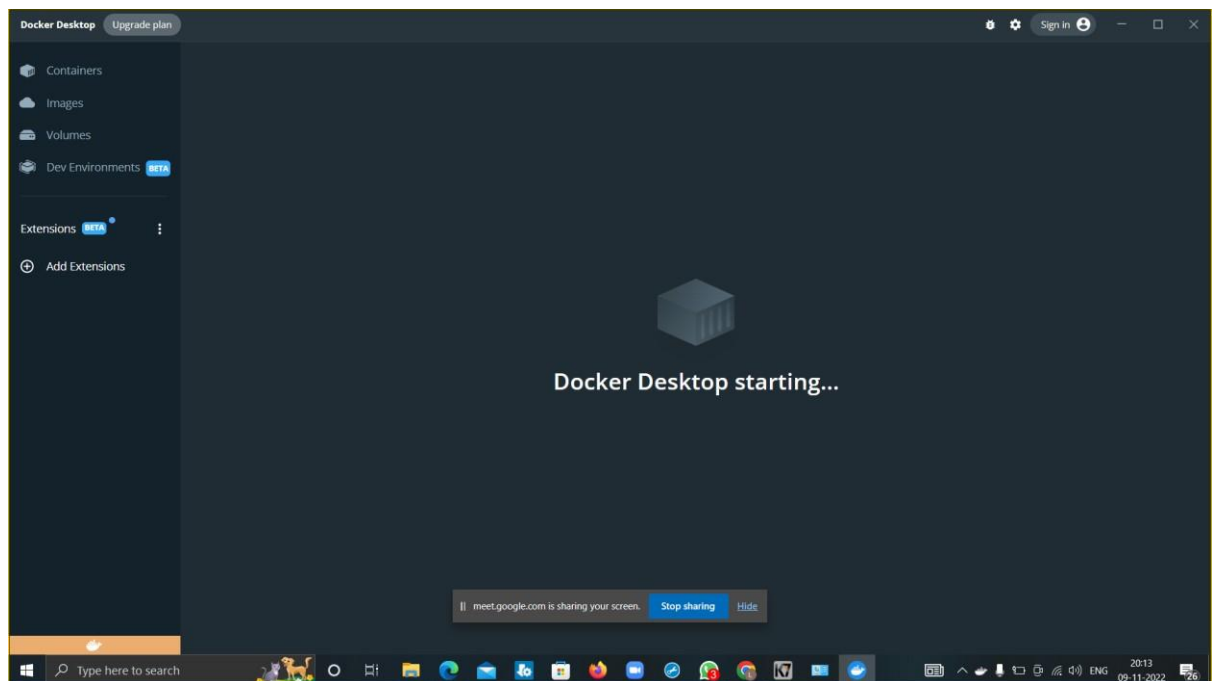 Docker Desktop Upgrade plan Sign in
Containers
Images
Volumes
Dev Environments BETA
Extensions BETA
Add Extensions
Docker Desktop starting...
meet.google.com is sharing your screen. Stop sharing Hide
Type here to search
ENG
20:13
09-11-2022
26
3